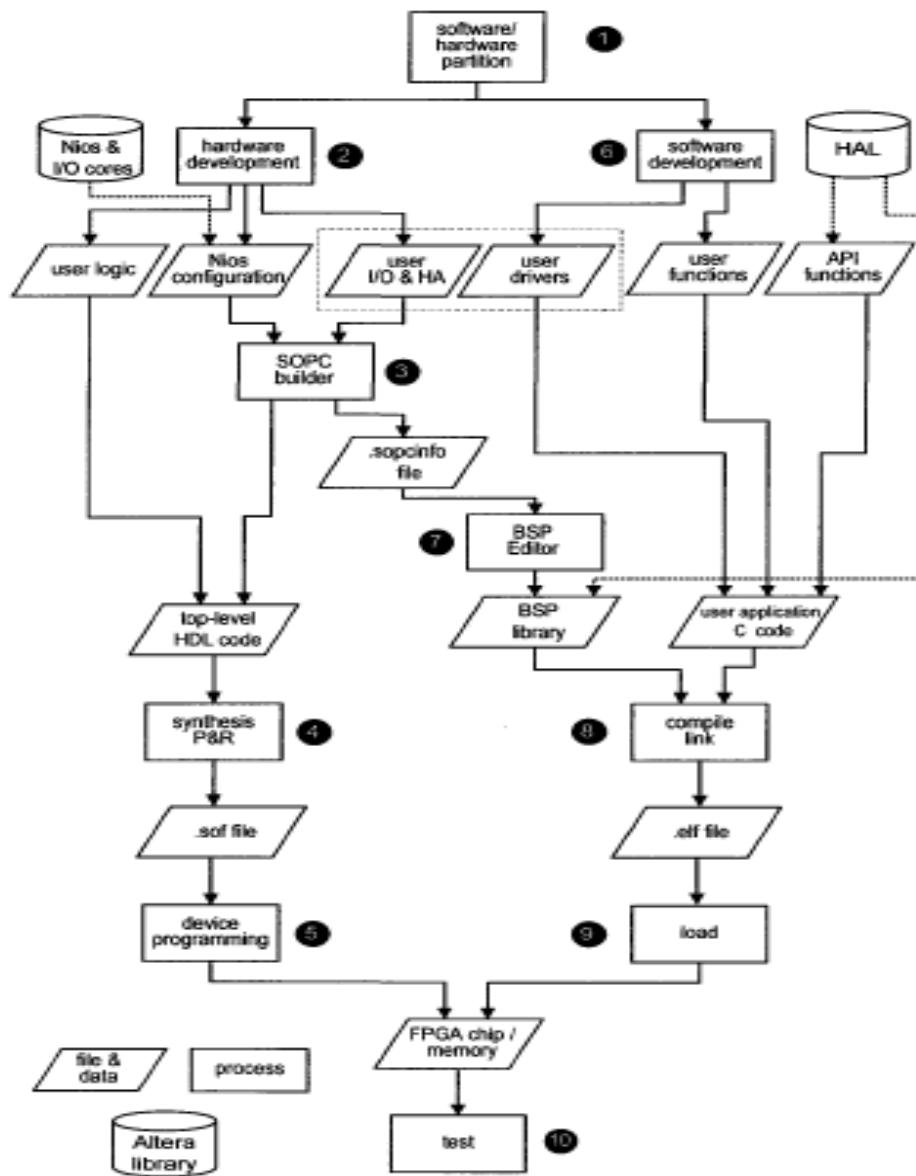 software/
hardware
partition
1
Nios &
I/O cores
hardware
development
2
6
software
development
HAL
user logic
Nios
configuration
user
I/O & HA
user
drivers
user
functions
API
functions
SOPC
builder
3
.sopcinfo
file
7
BSP
Editor
top-level
HDL code
BSP
library
user application
C code
synthesis
P&R
4
8
compile
link
.sof file
.elf file
device
programming
5
9
load
FPGA chip /
memory
file &
data
process
Altera
library
test
10